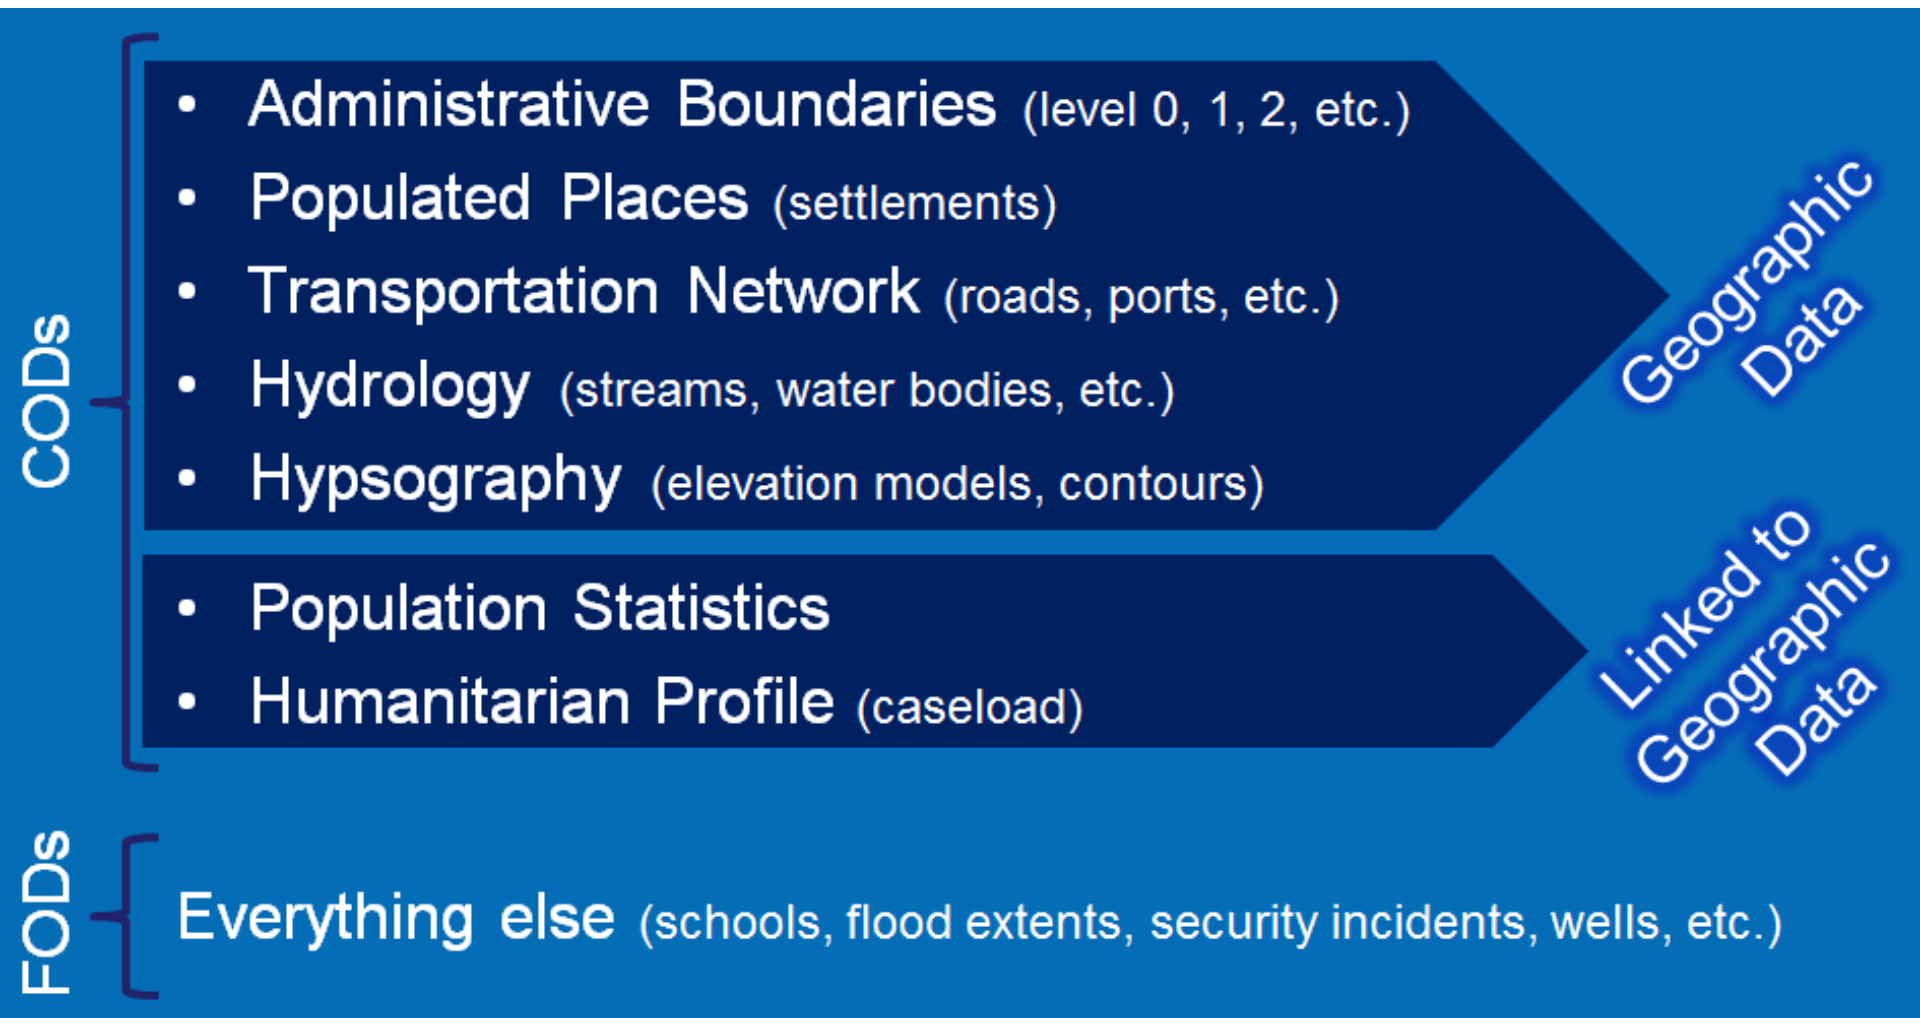 CODs
• Administrative Boundaries (level 0, 1, 2, etc.)
• Populated Places (settlements)
• Transportation Network (roads, ports, etc.)
• Hydrology (streams, water bodies, etc.)
• Hypsography (elevation models, contours)
Geographic
Data
• Population Statistics
• Humanitarian Profile (caseload)
Linked to
Geographic
Data
FODs
Everything else (schools, flood extents, security incidents, wells, etc.)